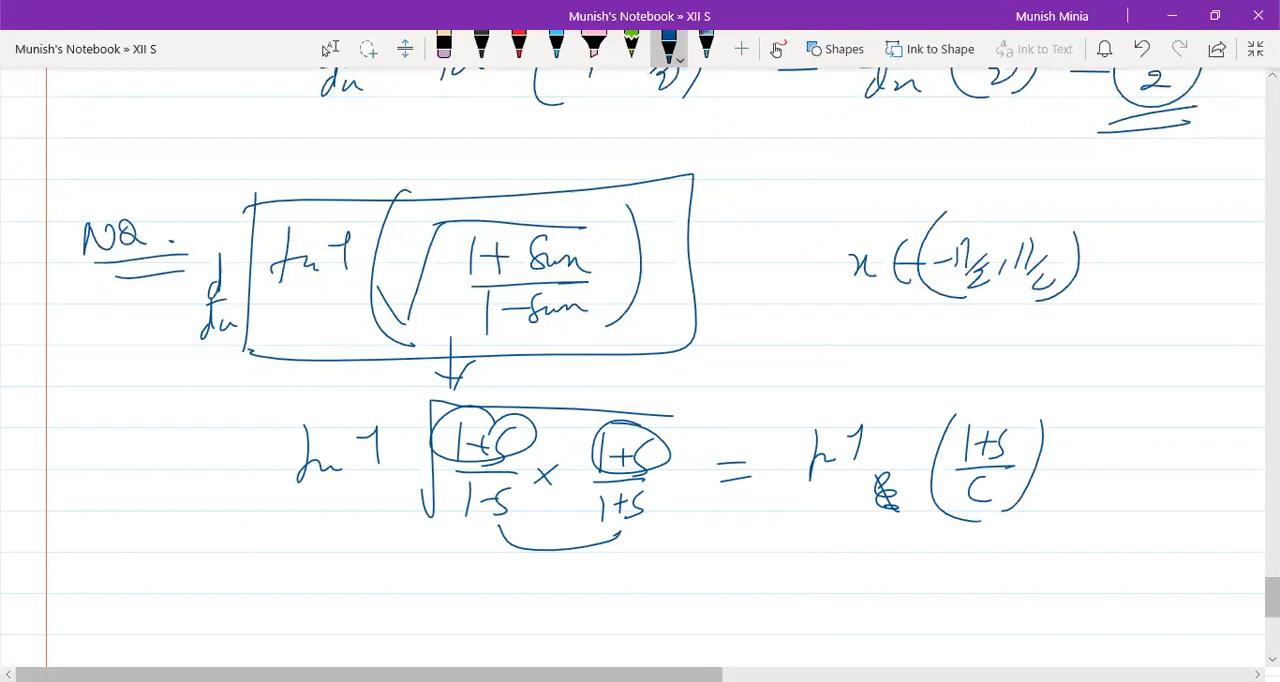 Munish's Notebook » XII S
Munish Minia
Munish's Notebook » XII S
Shapes Ink to Shape Ink to Text
NQ.
d/dx [ tan⁻¹ ( √((1 + sin x)/(1 - sin x)) ) ] x ∈ (-π/2, π/2)
tan⁻¹ √((1+S)/(1-S) × (1+S)/(1+S)) = tan⁻¹ ((1+S)/C)